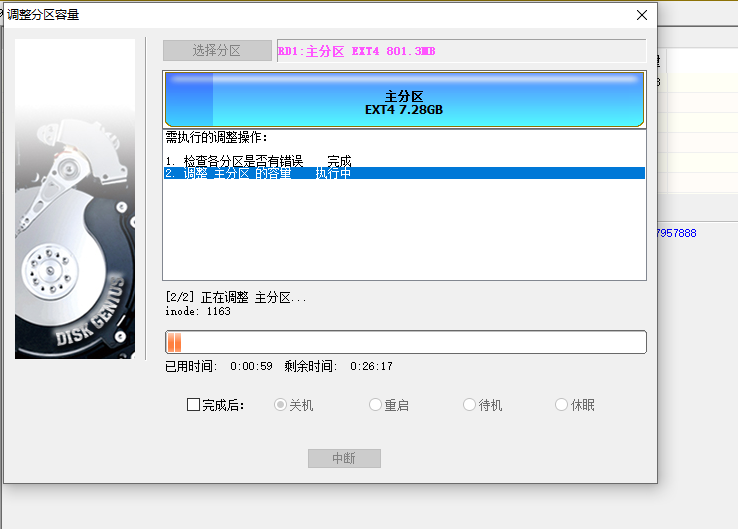 调整分区容量
选择分区
RD1:主分区 EXT4 801.3MB
主分区
EXT4 7.28GB
需执行的调整操作:
1. 检查各分区是否有错误 完成
2. 调整 主分区 的容量 执行中
7957888
DISK GENIUS
[2/2] 正在调整 主分区...
inode: 1163
已用时间: 0:00:59 剩余时间: 0:26:17
完成后: 关机 重启 待机 休眠
中断